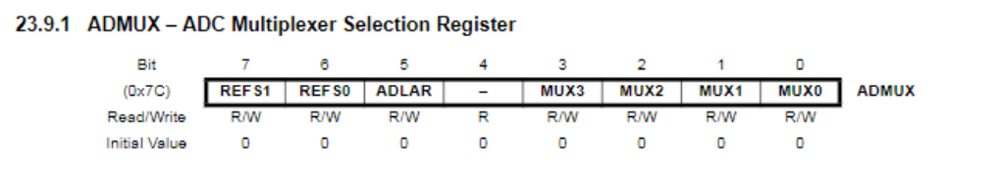 23.9.1 ADMUX – ADC Multiplexer Selection Register
Bit 7 6 5 4 3 2 1 0
(0x7C) REFS1 REFS0 ADLAR – MUX3 MUX2 MUX1 MUX0 ADMUX
Read/Write R/W R/W R/W R R/W R/W R/W R/W
Initial Value 0 0 0 0 0 0 0 0